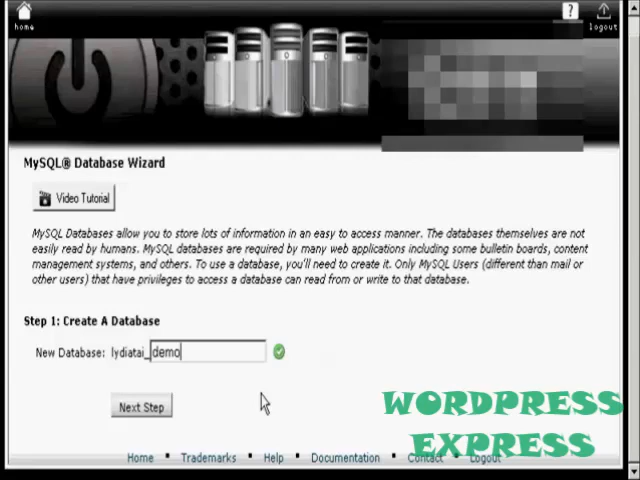 home
?
logout
MySQL® Database Wizard
Video Tutorial
MySQL Databases allow you to store lots of information in an easy to access manner. The databases themselves are not
easily read by humans. MySQL databases are required by many web applications including some bulletin boards, content
management systems, and others. To use a database, you'll need to create it. Only MySQL Users (different than mail or
other users) that have privileges to access a database can read from or write to that database.
Step 1: Create A Database
New Database: lydiatai_demo
Next Step
WORDPRESS
EXPRESS
Home Trademarks Help Documentation Contact Logout